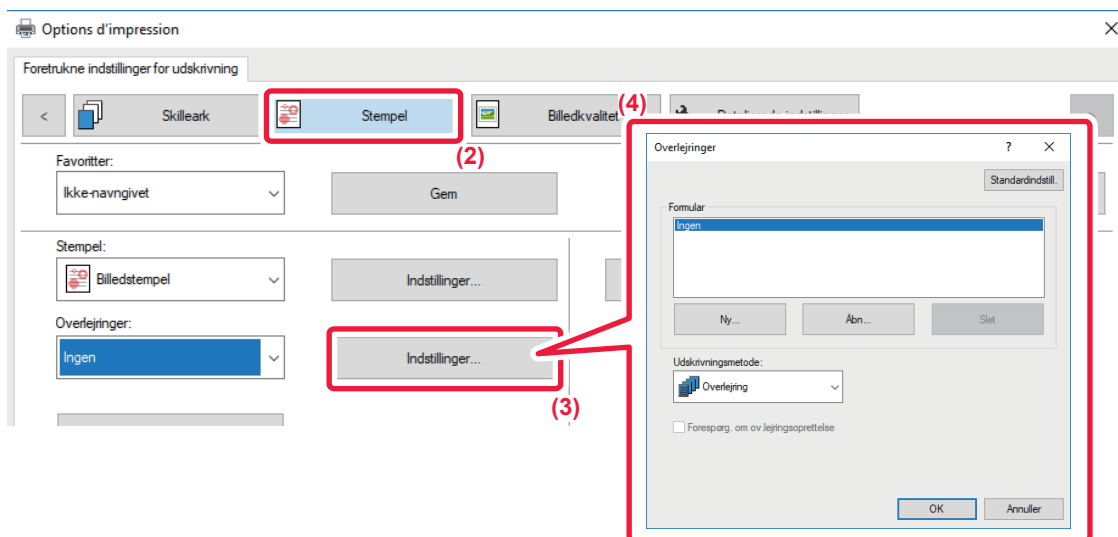 Options d'impression
Foretrukne indstillinger for udskrivning
< Skilleark Stempel Billedkvalitet
(4)
(2)
Favoritter:
Ikke-navngivet Gem
Stempel:
Billedstempel Indstillinger...
Overlejringer:
Ingen Indstillinger...
(3)
Overlejringer ?
Standardindstill.
Formular
Ingen
Ny... Åbn... Slet
Udskrivningsmetode:
Overlejring
Forespørg. om ov.lejringsoprettelse
OK Annuller